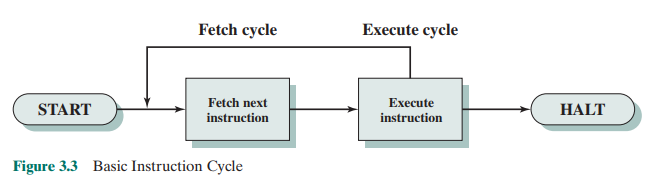 Fetch cycle
Execute cycle
START
Fetch next
instruction
Execute
instruction
HALT
Figure 3.3 Basic Instruction Cycle